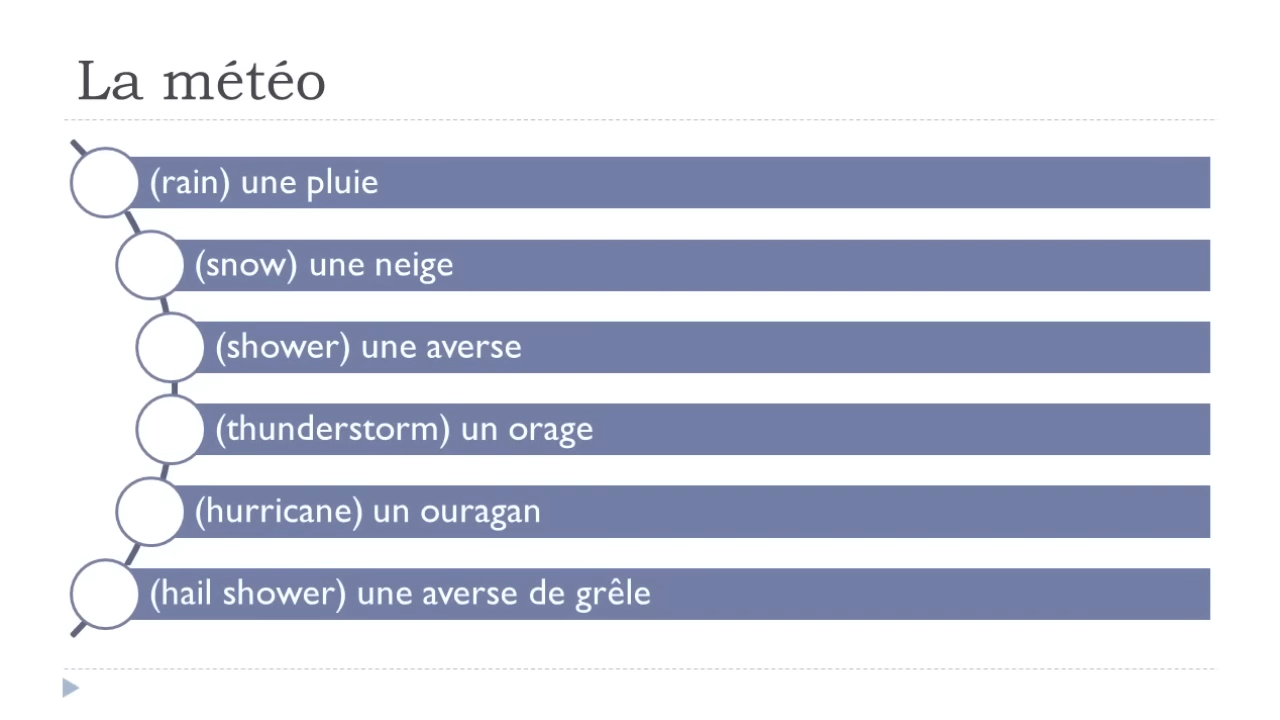 La météo
(rain) une pluie
(snow) une neige
(shower) une averse
(thunderstorm) un orage
(hurricane) un ouragan
(hail shower) une averse de grêle